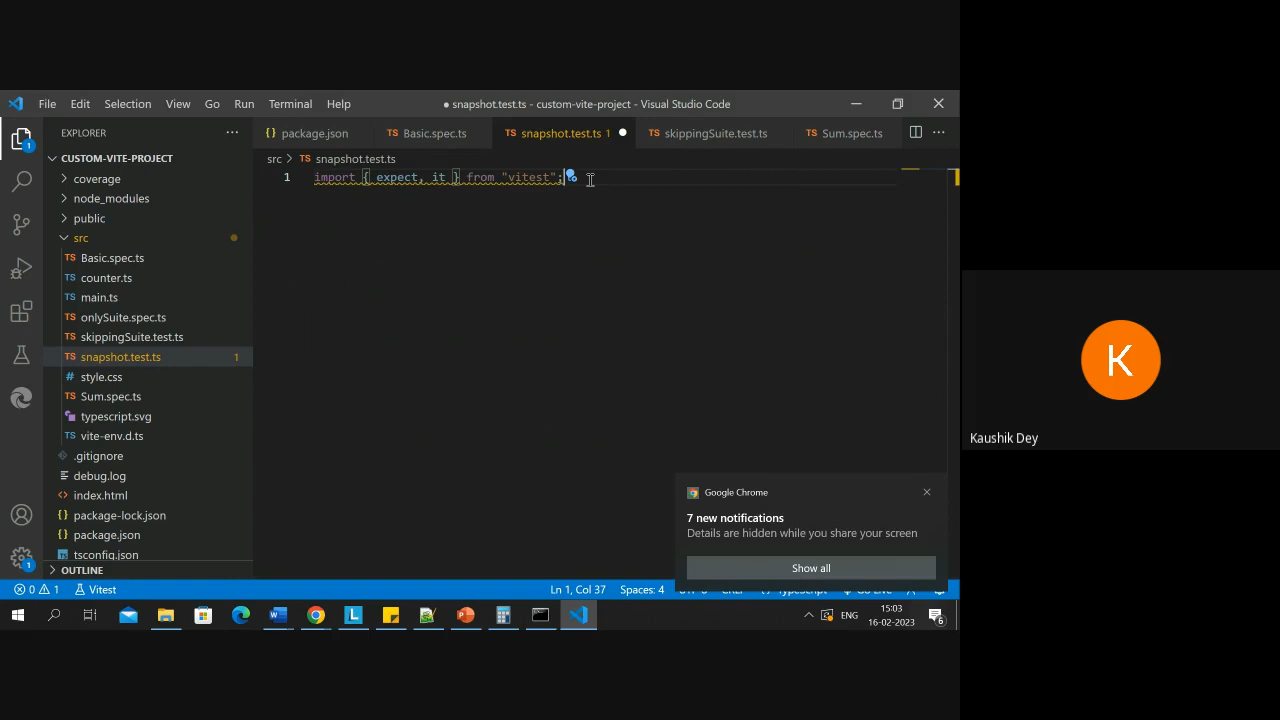 File Edit Selection View Go Run Terminal Help
● snapshot.test.ts - custom-vite-project - Visual Studio Code
EXPLORER
package.json
Basic.spec.ts
snapshot.test.ts 1
skippingSuite.test.ts
Sum.spec.ts
CUSTOM-VITE-PROJECT
coverage
node_modules
public
src
Basic.spec.ts
counter.ts
main.ts
onlySuite.spec.ts
skippingSuite.test.ts
snapshot.test.ts 1
style.css
Sum.spec.ts
typescript.svg
vite-env.d.ts
.gitignore
debug.log
index.html
package-lock.json
package.json
tsconfig.json
OUTLINE
src > TS snapshot.test.ts
1 import { expect, it } from "vitest";
Google Chrome
7 new notifications
Details are hidden while you share your screen
Show all
0 1 Vitest
Ln 1, Col 37 Spaces: 4
ENG
15:03
16-02-2023
6
K
Kaushik Dey